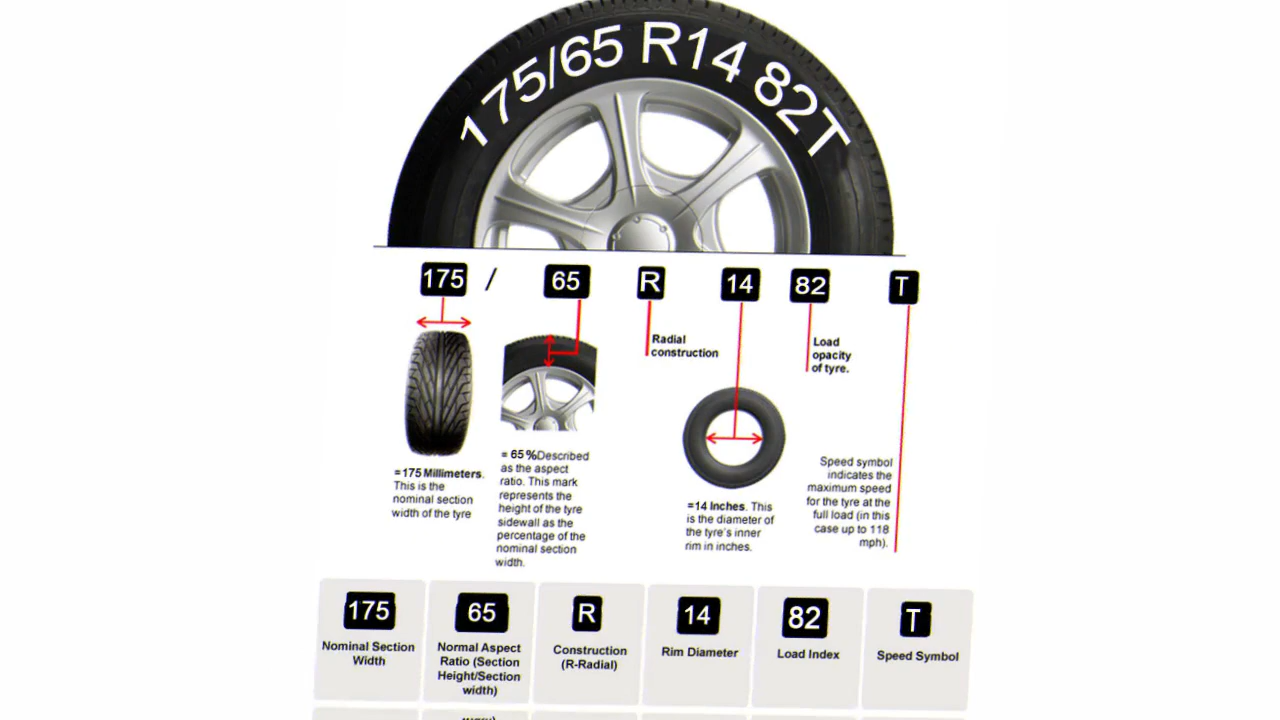 175/65 R14 82T
175 / 65 R 14 82 T
Radial
construction
Load
opacity
of tyre.
=175 Millimeters.
This is the
nominal section
width of the tyre
= 65 %Described
as the aspect
ratio. This mark
represents the
height of the tyre
sidewall as the
percentage of the
nominal section
width.
=14 Inches. This
is the diameter of
the tyre's inner
rim in inches.
Speed symbol
indicates the
maximum speed
for the tyre at the
full load (in this
case up to 118
mph).
175
Nominal Section
Width
65
Normal Aspect
Ratio (Section
Height/Section
width)
R
Construction
(R-Radial)
14
Rim Diameter
82
Load Index
T
Speed Symbol